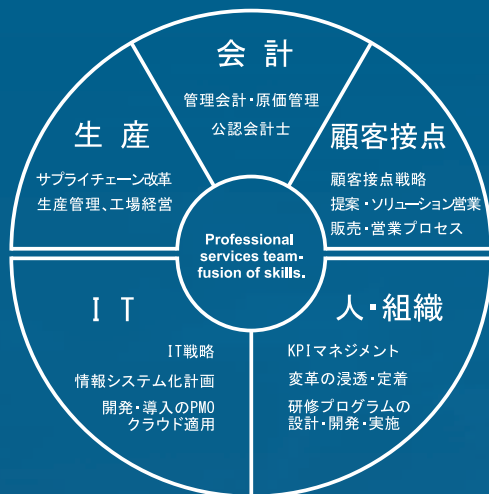 会計
管理会計・原価管理
公認会計士
生産
サプライチェーン改革
生産管理、工場経営
顧客接点
顧客接点戦略
提案・ソリューション営業
販売・営業プロセス
Professional
services team-
fusion of skills.
IT
IT戦略
情報システム化計画
開発・導入のPMO
クラウド適用
人・組織
KPIマネジメント
変革の浸透・定着
研修プログラムの
設計・開発・実施